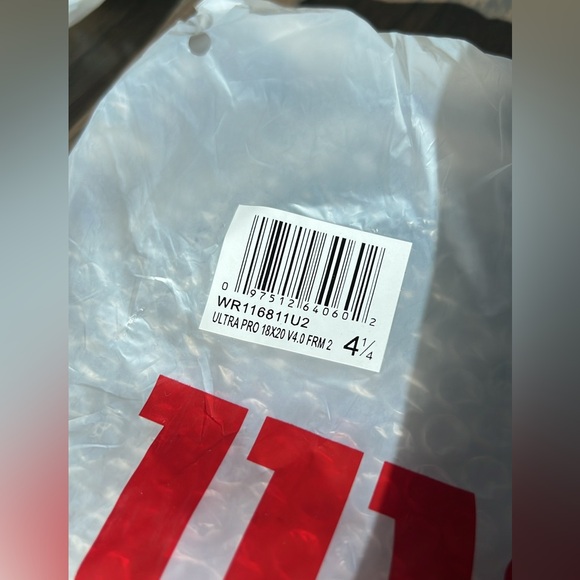 0 97512 64060 2
WR116811U2
ULTRA PRO 18X20 V4.0 FRM 2 4 1/4